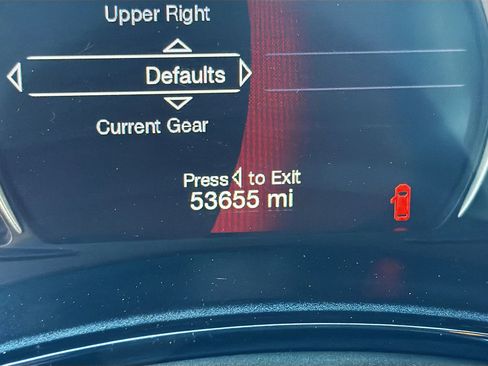 Upper Right
Defaults
Current Gear
Press ◁ to Exit
53655 mi